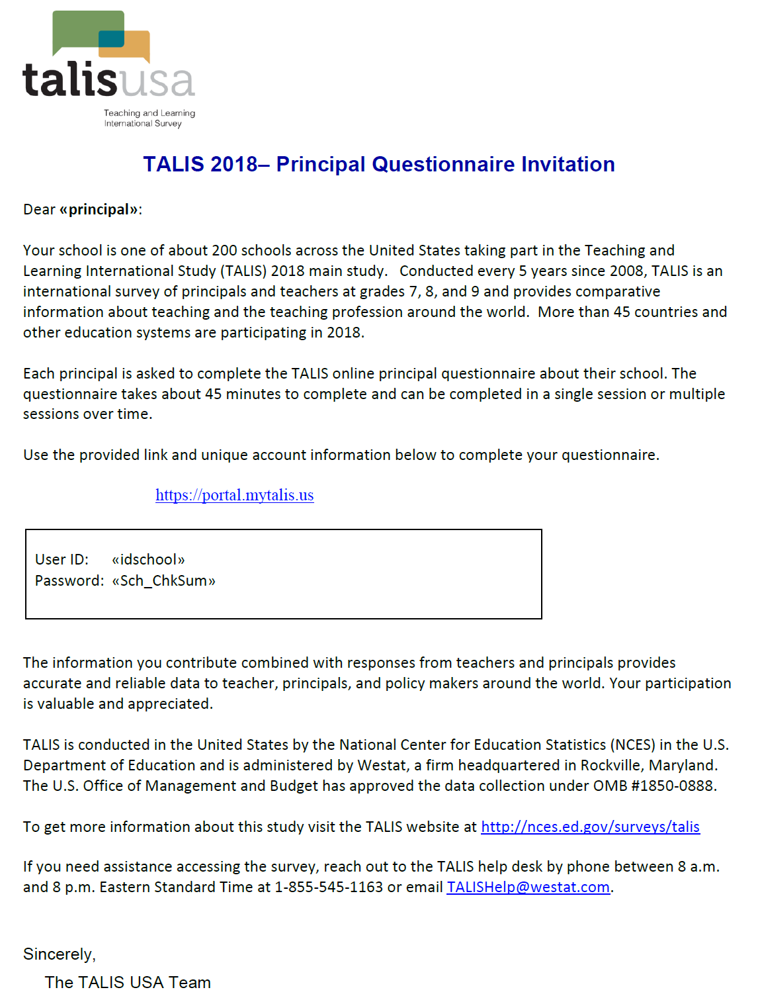 talisusa
Teaching and Learning
International Survey
TALIS 2018– Principal Questionnaire Invitation
Dear «principal»:
Your school is one of about 200 schools across the United States taking part in the Teaching and
Learning International Study (TALIS) 2018 main study.   Conducted every 5 years since 2008, TALIS is an
international survey of principals and teachers at grades 7, 8, and 9 and provides comparative
information about teaching and the teaching profession around the world.  More than 45 countries and
other education systems are participating in 2018.
Each principal is asked to complete the TALIS online principal questionnaire about their school. The
questionnaire takes about 45 minutes to complete and can be completed in a single session or multiple
sessions over time.
Use the provided link and unique account information below to complete your questionnaire.
https://portal.mytalis.us
User ID: «idschool»
Password: «Sch_ChkSum»
The information you contribute combined with responses from teachers and principals provides
accurate and reliable data to teacher, principals, and policy makers around the world. Your participation
is valuable and appreciated.
TALIS is conducted in the United States by the National Center for Education Statistics (NCES) in the U.S.
Department of Education and is administered by Westat, a firm headquartered in Rockville, Maryland.
The U.S. Office of Management and Budget has approved the data collection under OMB #1850-0888.
To get more information about this study visit the TALIS website at http://nces.ed.gov/surveys/talis
If you need assistance accessing the survey, reach out to the TALIS help desk by phone between 8 a.m.
and 8 p.m. Eastern Standard Time at 1-855-545-1163 or email TALISHelp@westat.com.
Sincerely,
The TALIS USA Team